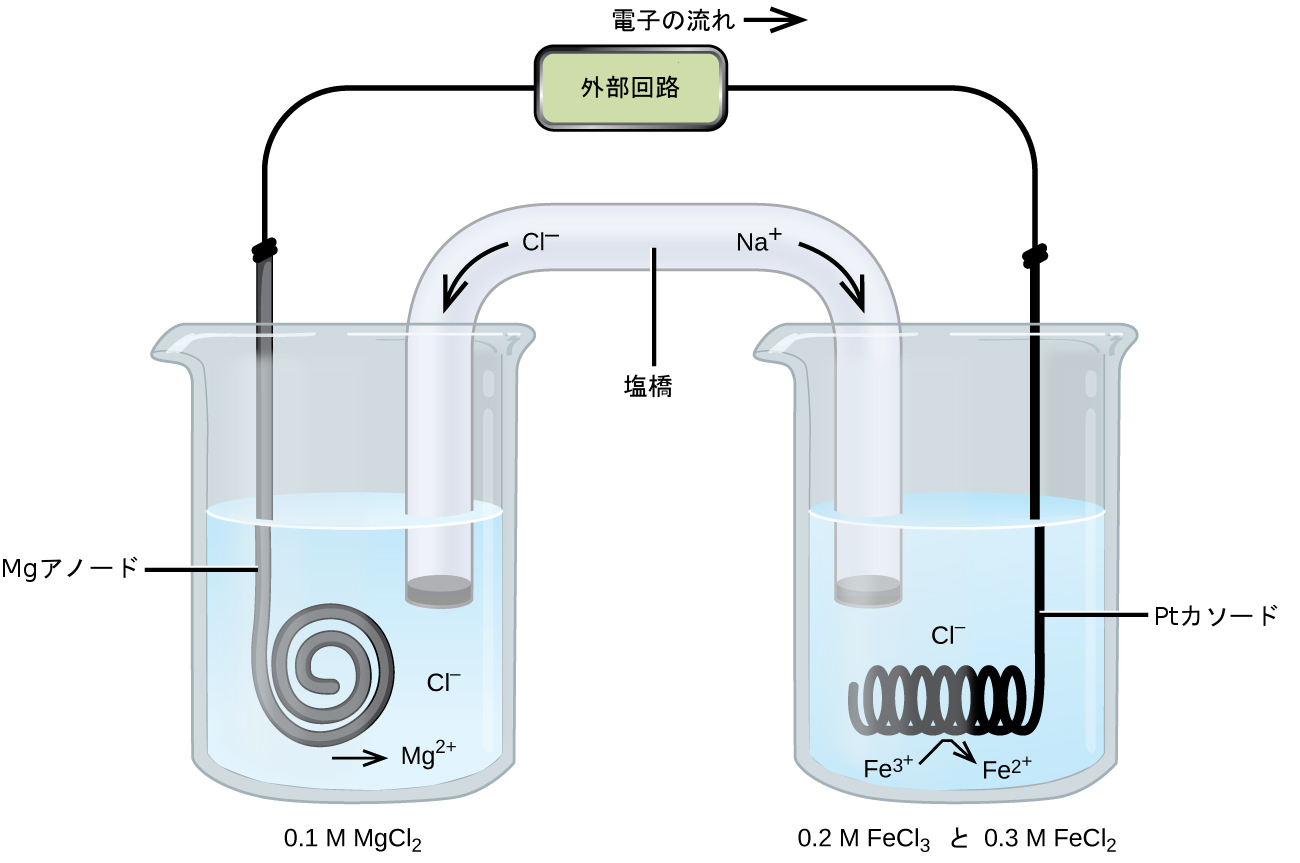 電子の流れ
外部回路
Cl⁻
Na⁺
塩橋
Mgアノード
Ptカソード
Cl⁻
Cl⁻
Mg²⁺
Fe³⁺
Fe²⁺
0.1 M MgCl₂
0.2 M FeCl₃ と 0.3 M FeCl₂